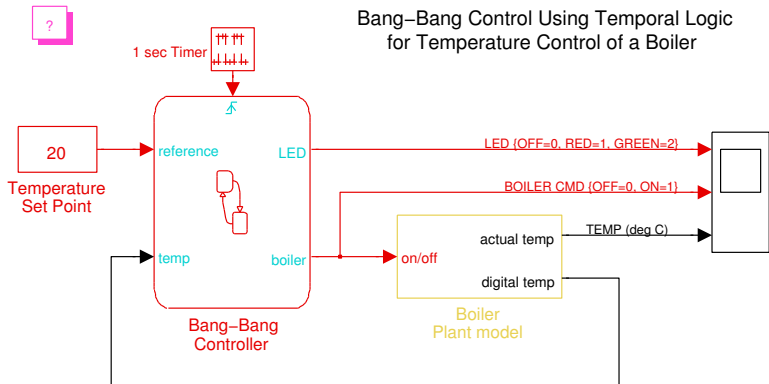 ?
Bang−Bang Control Using Temporal Logic
for Temperature Control of a Boiler
1 sec Timer
20
Temperature
Set Point
reference
LED
temp
boiler
Bang−Bang
Controller
LED {OFF=0, RED=1, GREEN=2}
BOILER CMD {OFF=0, ON=1}
TEMP (deg C)
on/off
actual temp
digital temp
Boiler
Plant model